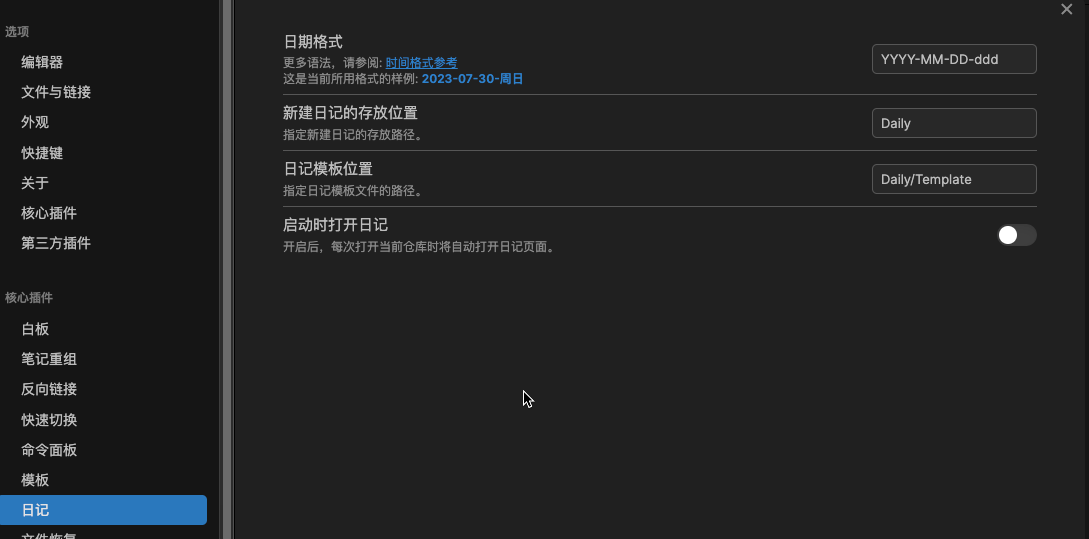 选项
编辑器
文件与链接
外观
快捷键
关于
核心插件
第三方插件
核心插件
白板
笔记重组
反向链接
快速切换
命令面板
模板
日记
文件恢复
日期格式
更多语法，请参阅: 时间格式参考
这是当前所用格式的样例: 2023-07-30-周日
YYYY-MM-DD-ddd
新建日记的存放位置
指定新建日记的存放路径。
Daily
日记模板位置
指定日记模板文件的路径。
Daily/Template
启动时打开日记
开启后，每次打开当前仓库时将自动打开日记页面。